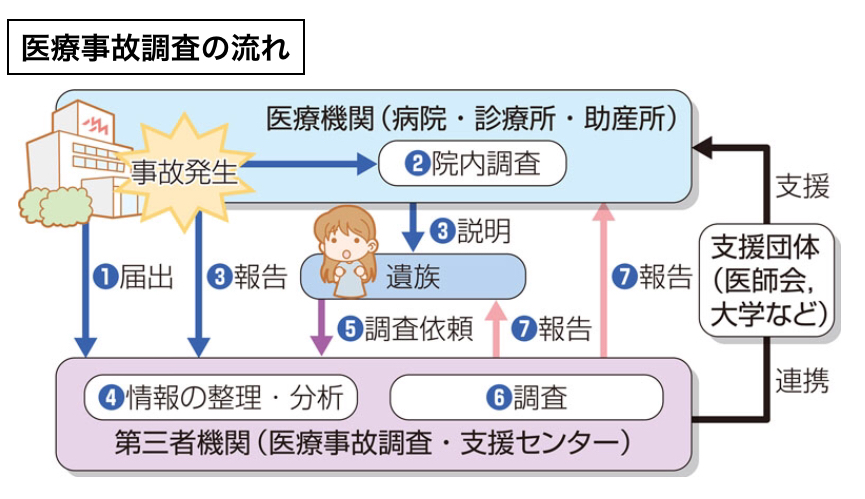 医療事故調査の流れ
医療機関（病院・診療所・助産所）
事故発生
❷院内調査
支援
❸説明
❶届出
❸報告
遺族
❼報告
支援団体
（医師会，
大学など）
❺調査依頼
❼報告
連携
❹情報の整理・分析
❻調査
第三者機関（医療事故調査・支援センター）